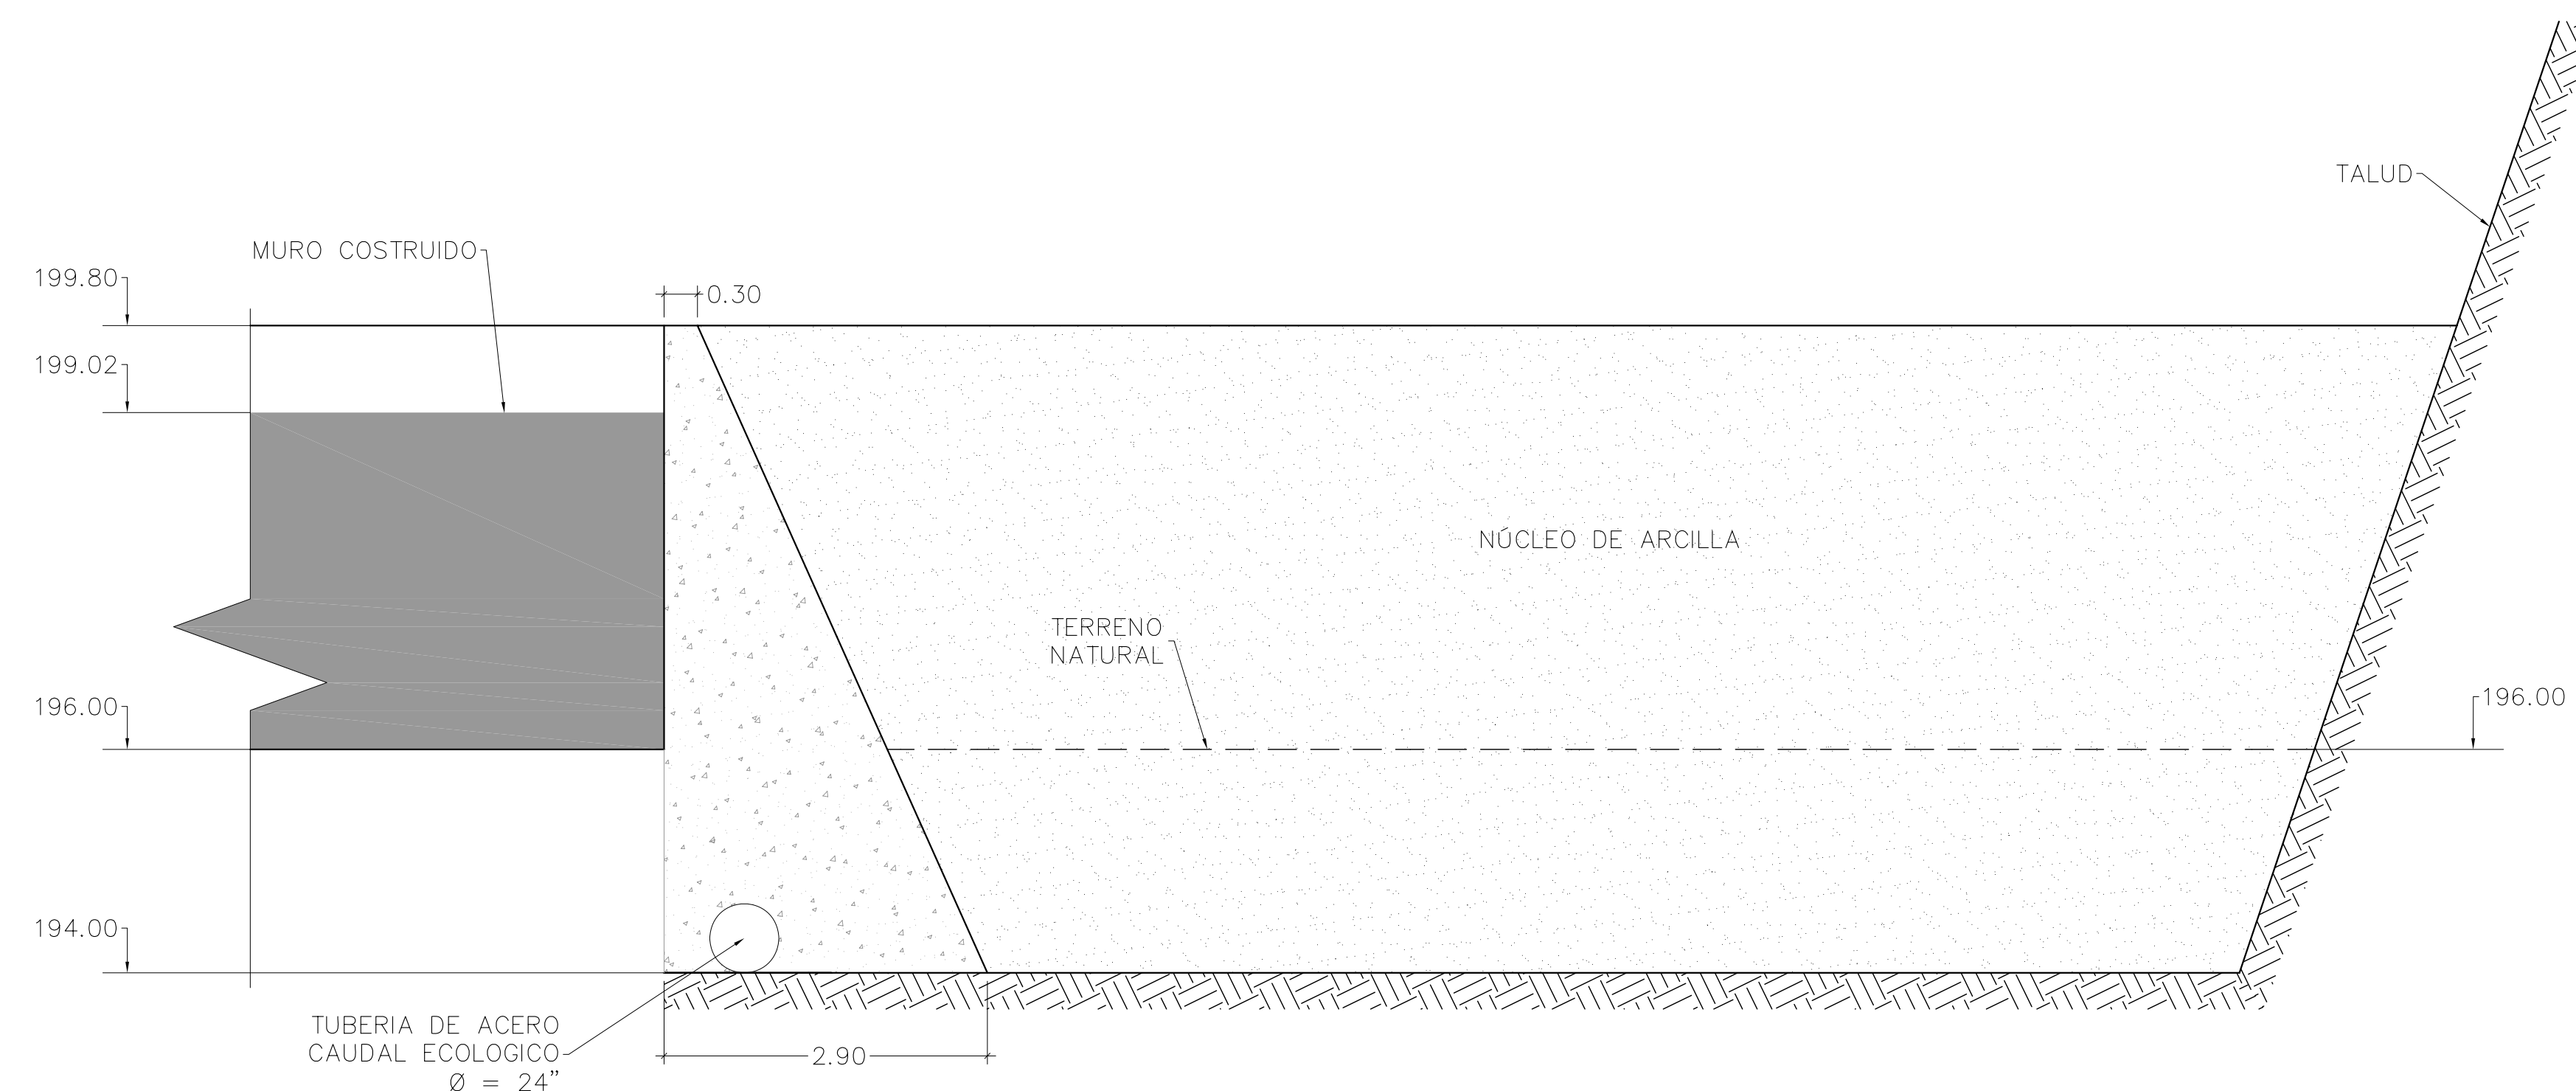 TALUD
MURO COSTRUIDO
199.80
0.30
199.02
NÚCLEO DE ARCILLA
TERRENO
NATURAL
196.00
196.00
194.00
TUBERIA DE ACERO
CAUDAL ECOLOGICO
Ø = 24"
2.90